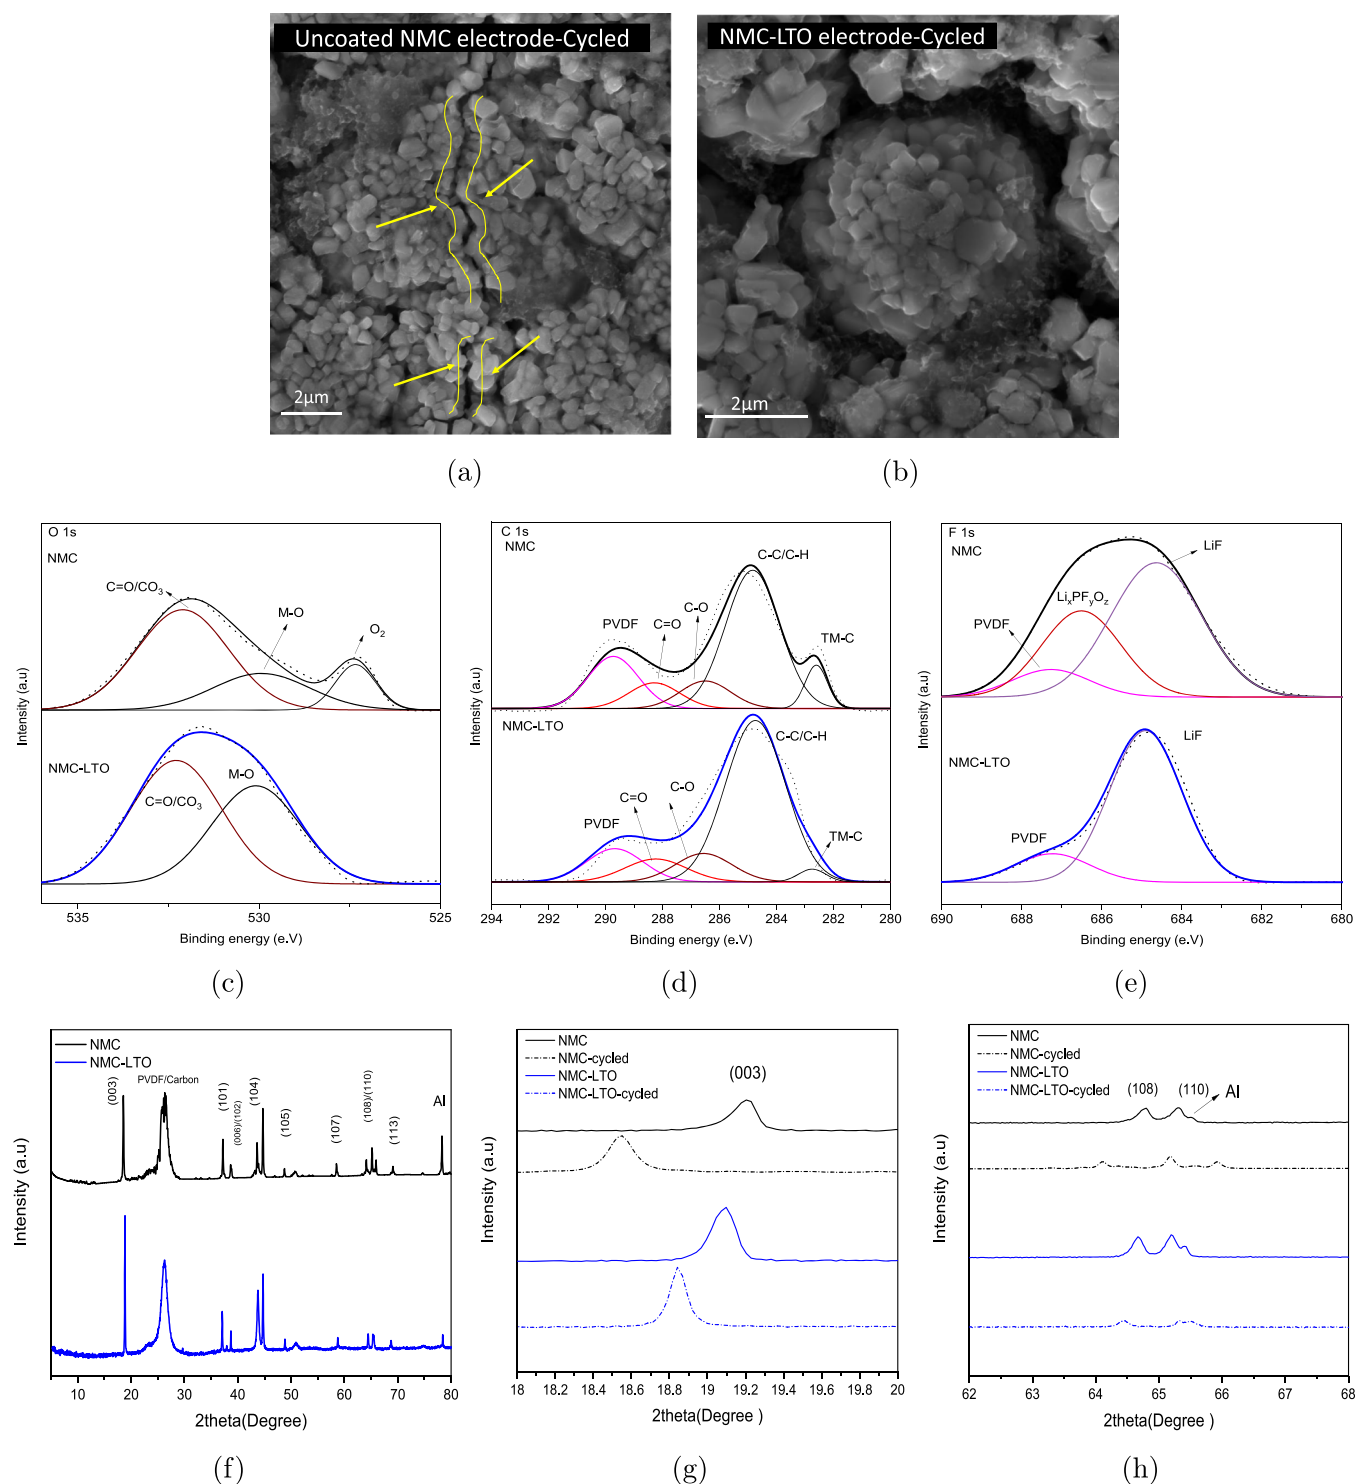 Uncoated NMC electrode-Cycled
2μm
(a)
NMC-LTO electrode-Cycled
2μm
(b)
O 1s
NMC
C=O/CO₃
M-O
O₂
NMC-LTO
C=O/CO₃
M-O
Intensity (a.u)
535 530 525
Binding energy (e.V)
(c)
C 1s
NMC
C-C/C-H
C-O
PVDF
C=O
TM-C
NMC-LTO
C-C/C-H
C-O
C=O
PVDF
TM-C
Intensity (a.u)
294 292 290 288 286 284 282 280
Binding energy (e.V)
(d)
F 1s
NMC
LiF
LiₓPFᵧO_z
PVDF
NMC-LTO
LiF
PVDF
Intensity (a.u)
690 688 686 684 682 680
Binding energy (e.V)
(e)
NMC
NMC-LTO
PVDF/Carbon
(003)
(101)
(006)/(102)
(104)
(105)
(107)
(108)/(110)
(113)
Al
Intensity (a.u)
10 20 30 40 50 60 70 80
2theta(Degree)
(f)
NMC
NMC-cycled
NMC-LTO
NMC-LTO-cycled
(003)
Intensity (a.u)
18 18.2 18.4 18.6 18.8 19 19.2 19.4 19.6 19.8 20
2theta(Degree )
(g)
NMC
NMC-cycled
NMC-LTO
NMC-LTO-cycled
(108) (110) Al
Intensity (a.u)
62 63 64 65 66 67 68
2theta(Degree )
(h)